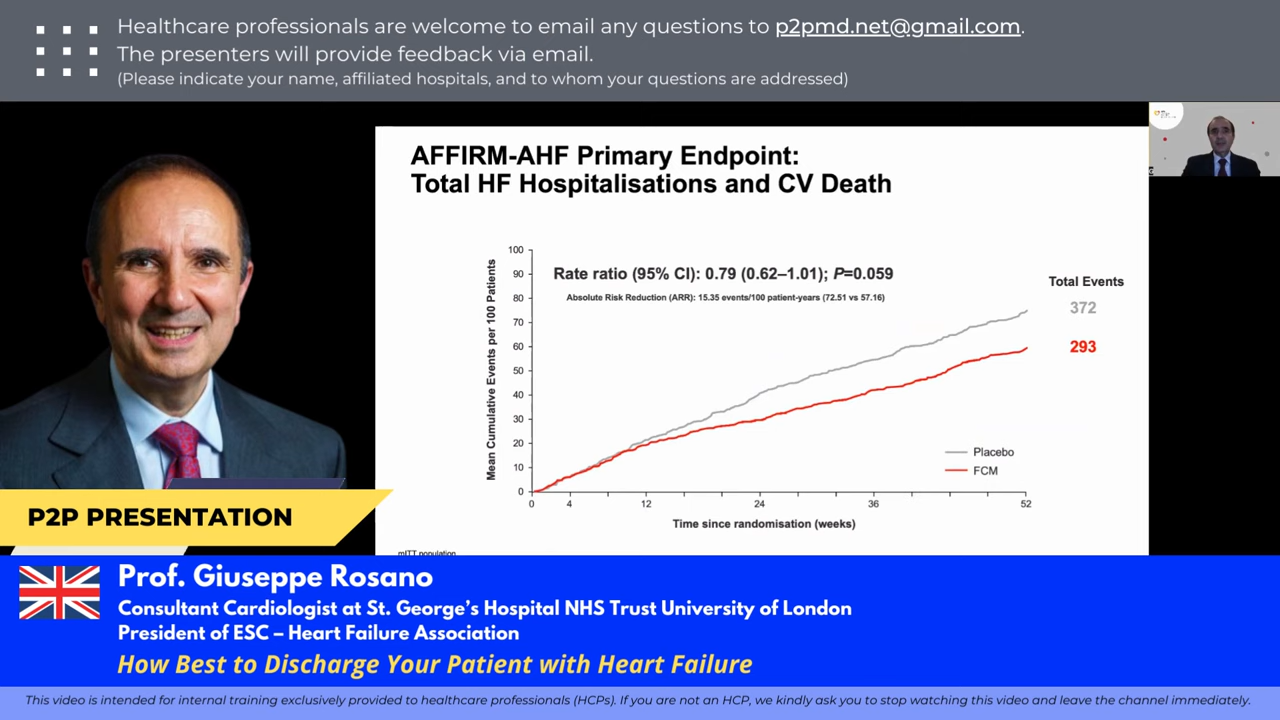 Healthcare professionals are welcome to email any questions to p2pmd.net@gmail.com.
The presenters will provide feedback via email.
(Please indicate your name, affiliated hospitals, and to whom your questions are addressed)
AFFIRM-AHF Primary Endpoint:
Total HF Hospitalisations and CV Death
Mean Cumulative Events per 100 Patients
100
90
80
70
60
50
40
30
20
10
0
Rate ratio (95% CI): 0.79 (0.62–1.01); P=0.059
Absolute Risk Reduction (ARR): 15.35 events/100 patient-years (72.51 vs 57.16)
Total Events
372
293
Placebo
FCM
0 4 12 24 36 52
Time since randomisation (weeks)
mITT population
P2P PRESENTATION
Prof. Giuseppe Rosano
Consultant Cardiologist at St. George's Hospital NHS Trust University of London
President of ESC – Heart Failure Association
How Best to Discharge Your Patient with Heart Failure
This video is intended for internal training exclusively provided to healthcare professionals (HCPs). If you are not an HCP, we kindly ask you to stop watching this video and leave the channel immediately.